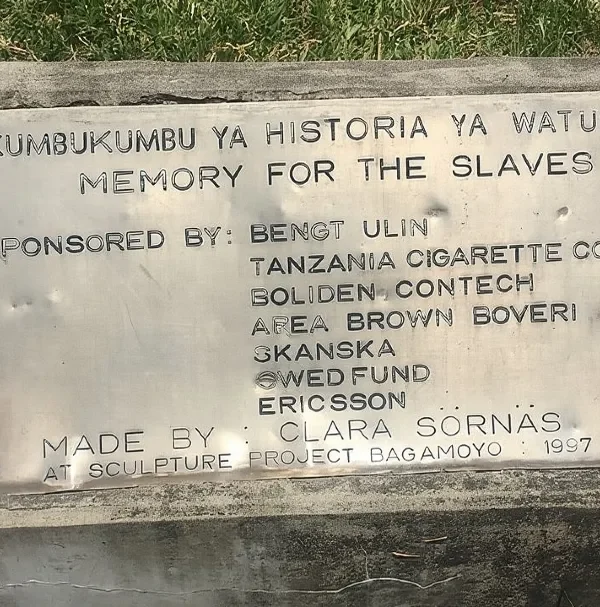 KUMBUKUMBU YA HISTORIA YA WATU
MEMORY FOR THE SLAVES
PONSORED BY: BENGT ULIN
TANZANIA CIGARETTE CO
BOLIDEN CONTECH
AREA BROWN BOVERI
SKANSKA
SWEDFUND
ERICSSON
MADE BY : CLARA SÖRNÄS
AT SCULPTURE PROJECT BAGAMOYO : 1997